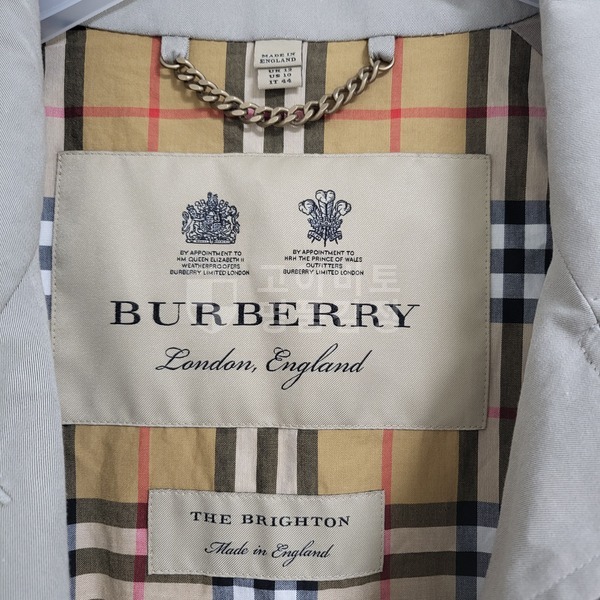 MADE IN
ENGLAND
US 10
IT 44
BY APPOINTMENT TO
HM QUEEN ELIZABETH II
WEATHERPROOFERS
BURBERRY LIMITED LONDON
BY APPOINTMENT TO
HRH THE PRINCE OF WALES
OUTFITTERS
BURBERRY LIMITED LONDON
BURBERRY
London, England
THE BRIGHTON
Made in England